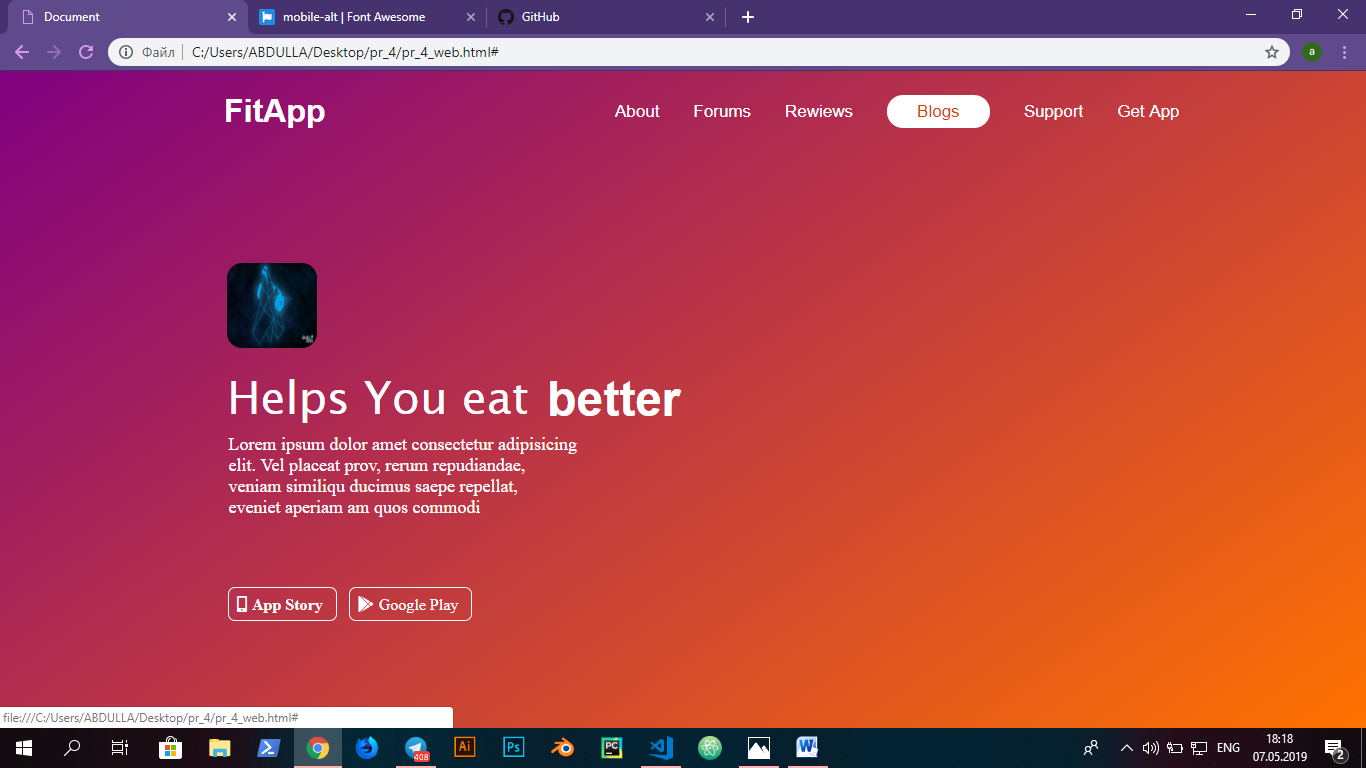 Document
mobile-alt | Font Awesome
GitHub
Файл
C:/Users/ABDULLA/Desktop/pr_4/pr_4_web.html#
a
FitApp
About
Forums
Rewiews
Blogs
Support
Get App
Helps You eat better
Lorem ipsum dolor amet consectetur adipisicing
elit. Vel placeat prov, rerum repudiandae,
veniam similiqu ducimus saepe repellat,
eveniet aperiam am quos commodi
App Story
Google Play
file:///C:/Users/ABDULLA/Desktop/pr_4/pr_4_web.html#
408
Ai
Ps
PC
W
ENG
18:18
07.05.2019
2